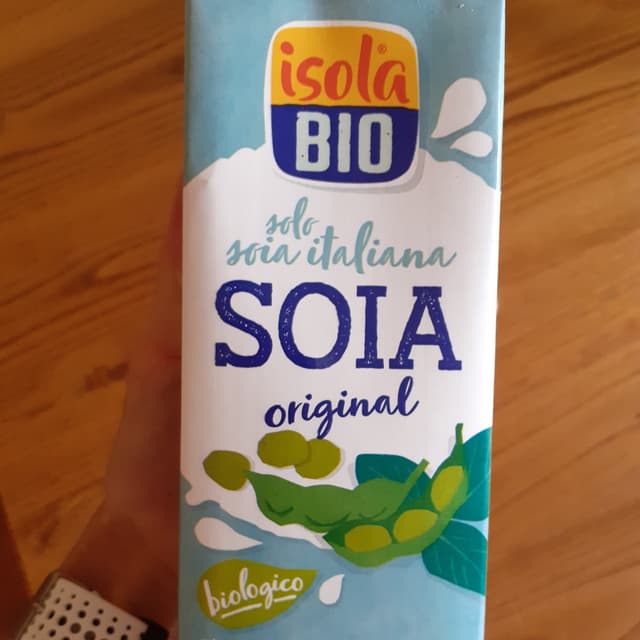 isola
BIO
solo
soia italiana
SOIA
original
biologico